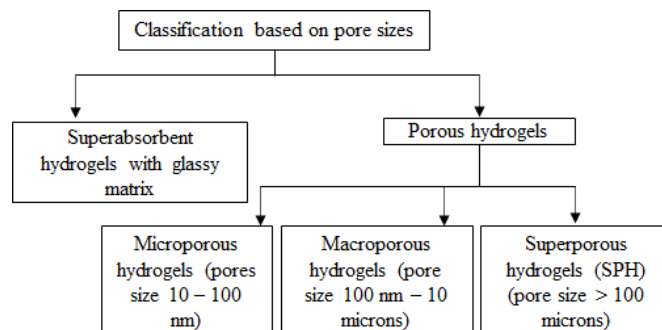 Classification based on pore sizes
Superabsorbent
hydrogels with glassy
matrix
Porous hydrogels
Microporous
hydrogels (pores
size 10 – 100
nm)
Macroporous
hydrogels (pore
size 100 nm – 10
microns)
Superporous
hydrogels (SPH)
(pore size > 100
microns)